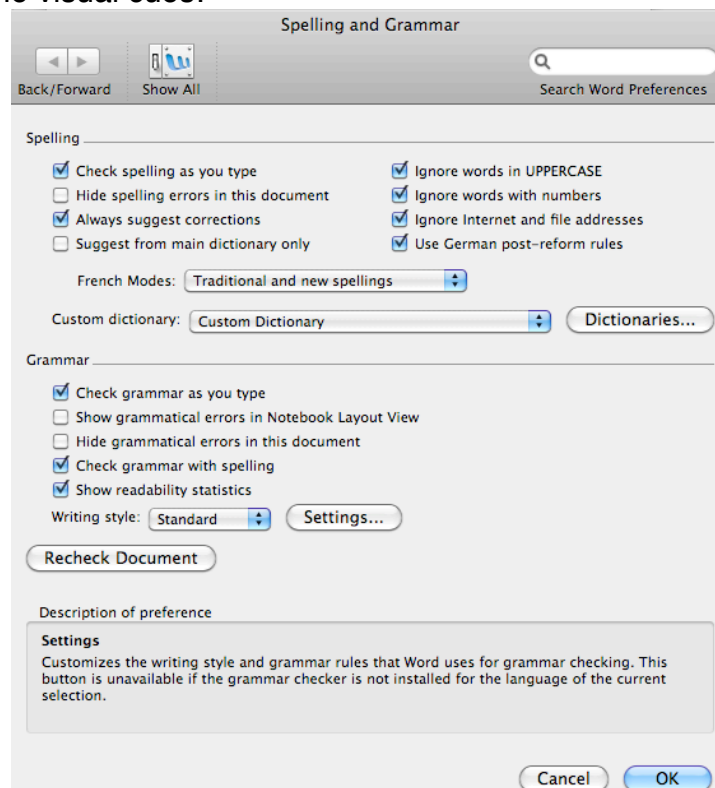 visual cues.
Spelling and Grammar
Back/Forward Show All Search Word Preferences
Spelling
Check spelling as you type
Hide spelling errors in this document
Always suggest corrections
Suggest from main dictionary only
Ignore words in UPPERCASE
Ignore words with numbers
Ignore Internet and file addresses
Use German post-reform rules
French Modes: Traditional and new spellings
Custom dictionary: Custom Dictionary Dictionaries...
Grammar
Check grammar as you type
Show grammatical errors in Notebook Layout View
Hide grammatical errors in this document
Check grammar with spelling
Show readability statistics
Writing style: Standard Settings...
Recheck Document
Description of preference
Settings
Customizes the writing style and grammar rules that Word uses for grammar checking. This
button is unavailable if the grammar checker is not installed for the language of the current
selection.
Cancel OK